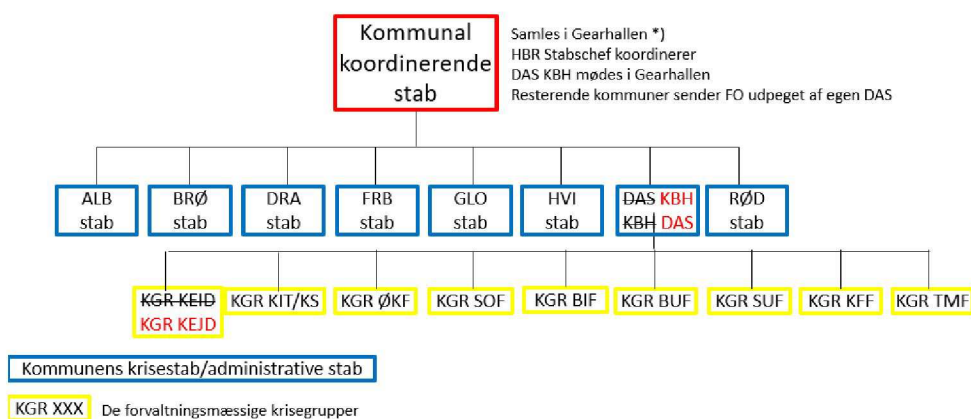 Kommunal
koordinerende
stab
Samles i Gearhallen *)
HBR Stabschef koordinerer
DAS KBH mødes i Gearhallen
Resterende kommuner sender FO udpeget af egen DAS
ALB
stab
BRØ
stab
DRA
stab
FRB
stab
GLO
stab
HVI
stab
DAS KBH
KBH DAS
RØD
stab
KGR KEID
KGR KEJD
KGR KIT/KS
KGR ØKF
KGR SOF
KGR BIF
KGR BUF
KGR SUF
KGR KFF
KGR TMF
Kommunens krisestab/administrative stab
KGR XXX De forvaltningsmæssige krisegrupper